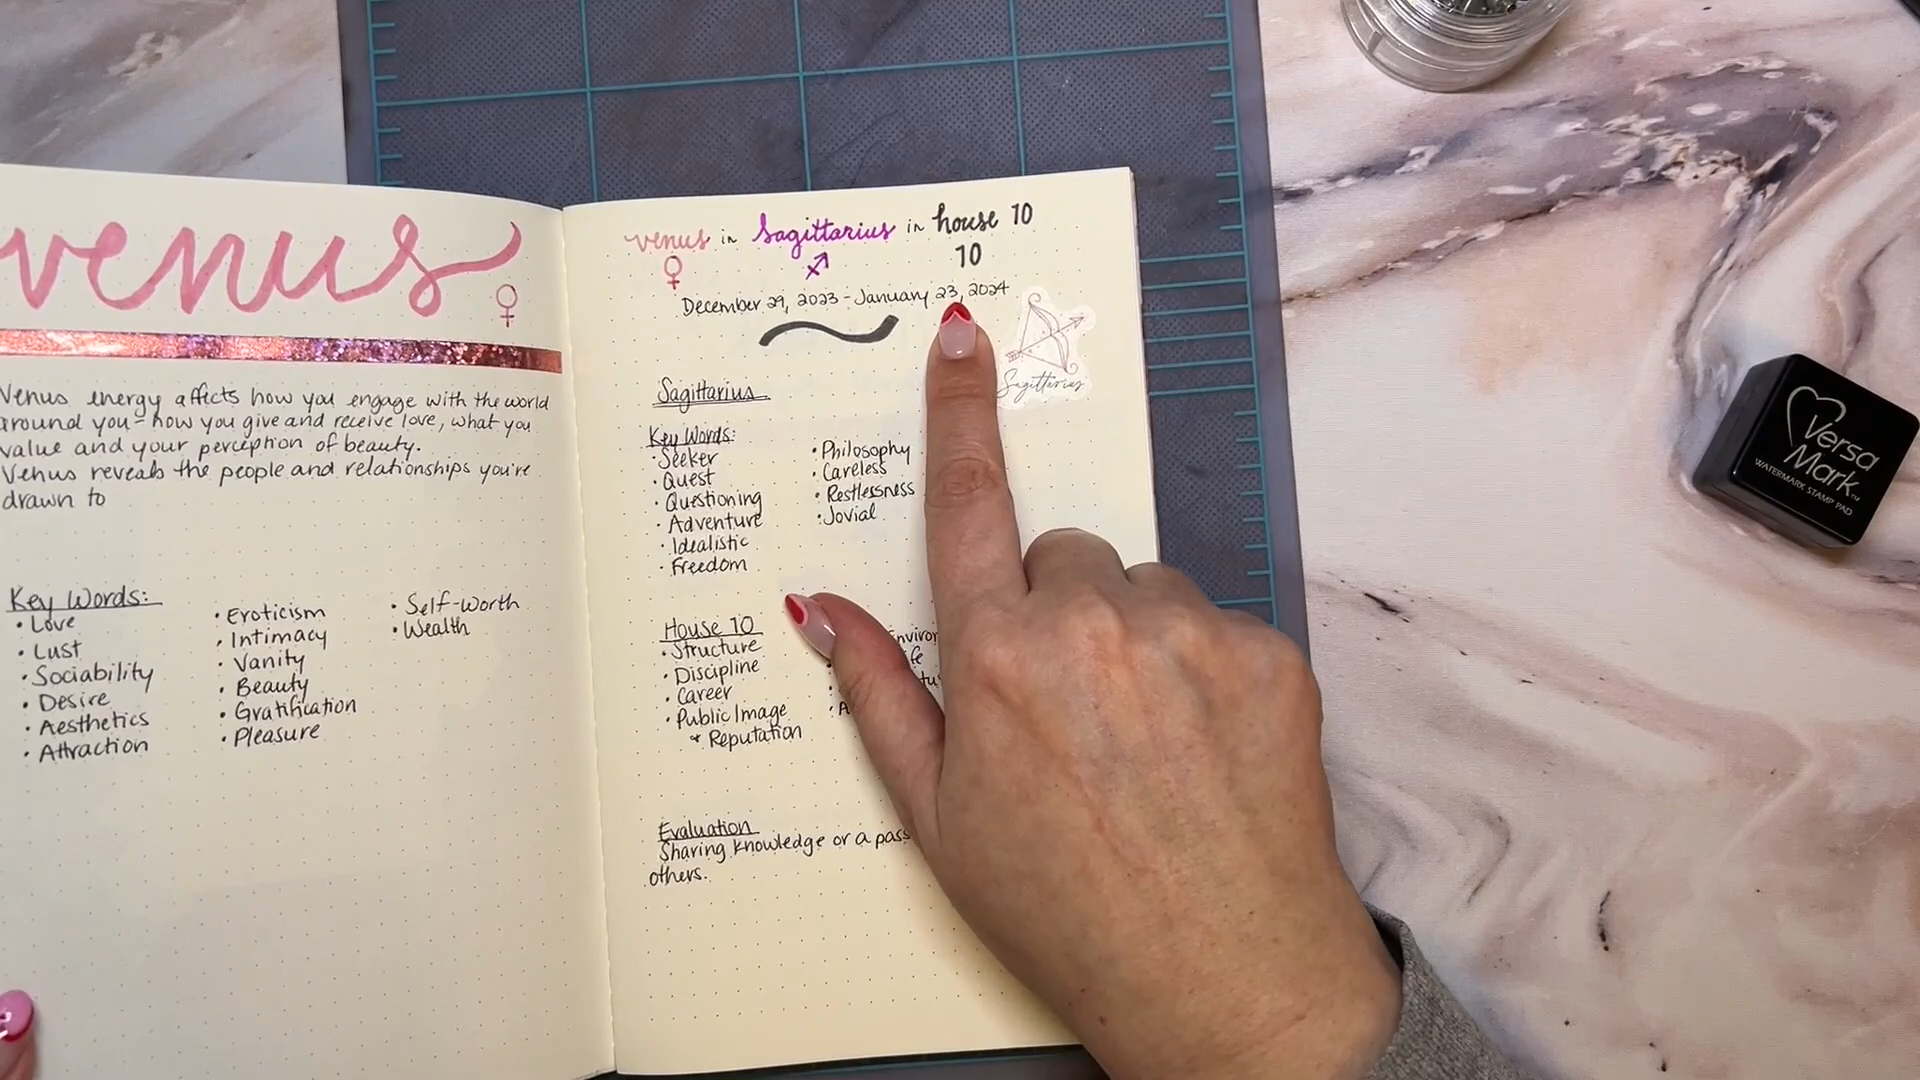 venus ♀
Venus energy affects how you engage with the world
around you - how you give and receive love, what you
value and your perception of beauty.
Venus reveals the people and relationships you're
drawn to
Key Words:
• Love
• Lust
• Sociability
• Desire
• Aesthetics
• Attraction
• Eroticism
• Intimacy
• Vanity
• Beauty
• Gratification
• Pleasure
• Self-Worth
• Wealth
venus in Sagittarius in house 10
♀ ♐ 10
December 29, 2023 - January 23, 2024
Sagittarius
Sagittarius
Key Words:
• Seeker
• Quest
• Questioning
• Adventure
• Idealistic
• Freedom
• Philosophy
• Careless
• Restlessness
• Jovial
House 10
• Structure
• Discipline
• Career
• Public Image
* Reputation
Evaluation
Sharing knowledge or a
others.
Versa
Mark™
WATERMARK STAMP PAD